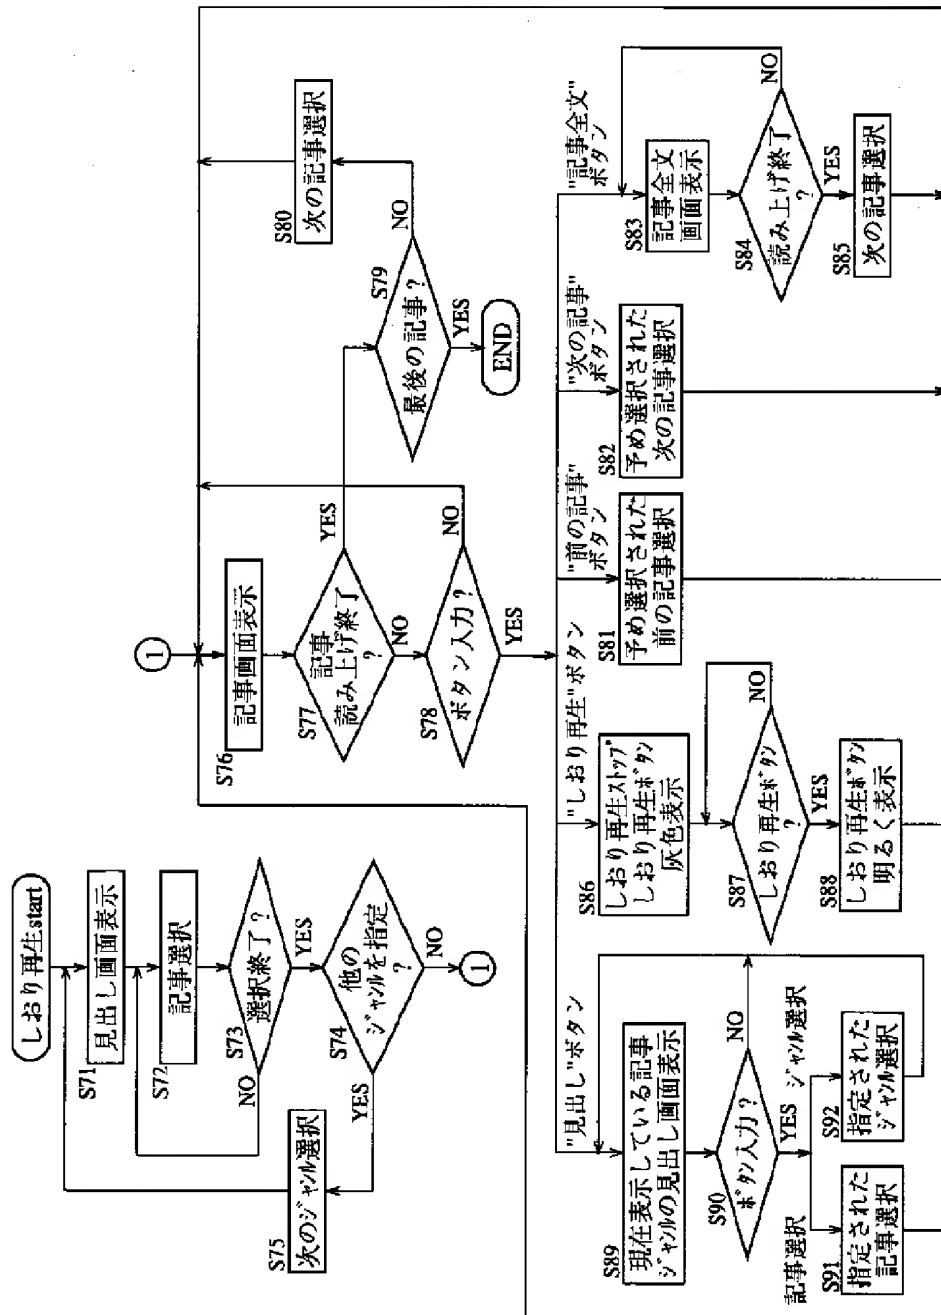 しおり再生start
S71
見出し画面表示
S72
記事選択
S73
選択終了?
NO
YES
S74
他の
ジャンルを指定
?
YES
NO
1
S75
次のジャンル選択
1
S76
記事画面表示
S77
記事
読み上げ終了
?
YES
NO
S78
ボタン入力?
NO
YES
S79
最後の記事?
NO
YES
END
S80
次の記事選択
"見出し"ボタン
S89
現在表示している記事
ジャンルの見出し画面表示
S90
ボタン入力?
NO
YES
記事選択
ジャンル選択
S91
指定された
記事選択
S92
指定された
ジャンル選択
"しおり再生"ボタン
S86
しおり再生ストップ
しおり再生ボタン
灰色表示
S87
しおり再生ボタン
?
NO
YES
S88
しおり再生ボタン
明るく表示
"前の記事"
ボタン
S81
予め選択された
前の記事選択
"次の記事"
ボタン
S82
予め選択された
次の記事選択
"記事全文"
ボタン
S83
記事全文
画面表示
S84
読み上げ終了
?
NO
YES
S85
次の記事選択